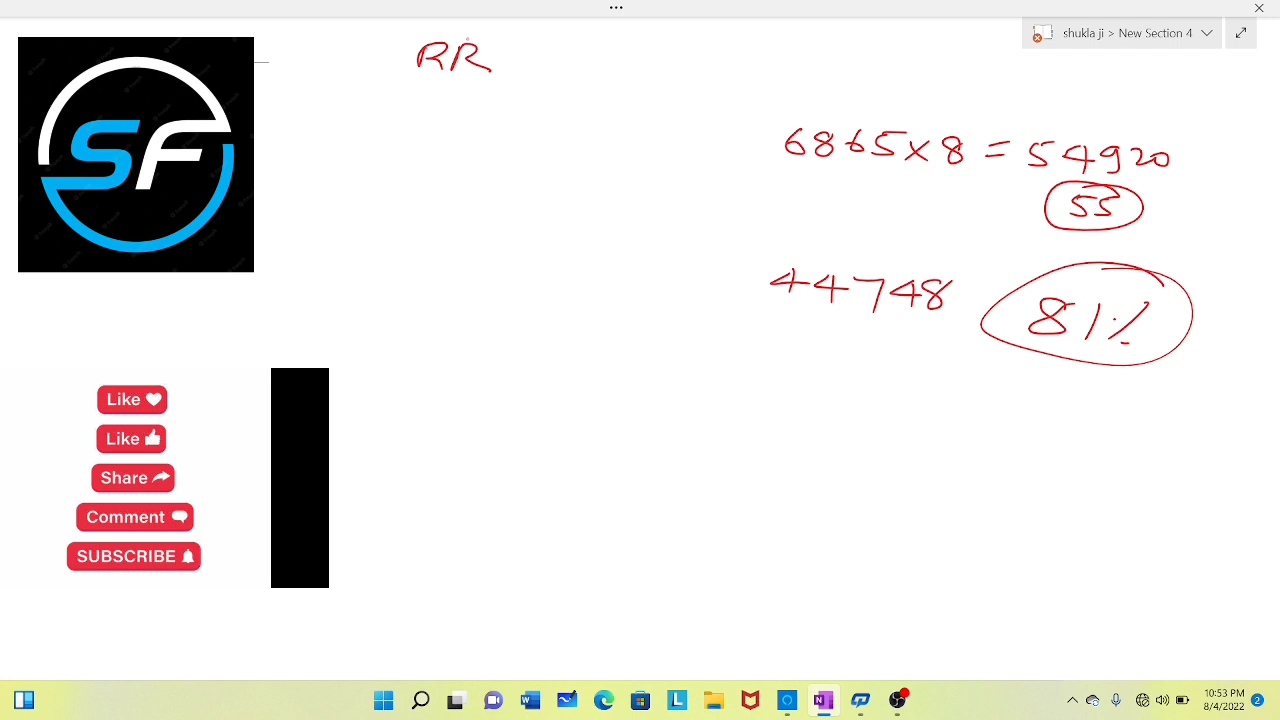 shukla ji > New Section 4
SF
RR
6865x8 = 54920
55
44748 81%
Like
Like
Share
Comment
SUBSCRIBE
10:53 PM
8/4/2022
2